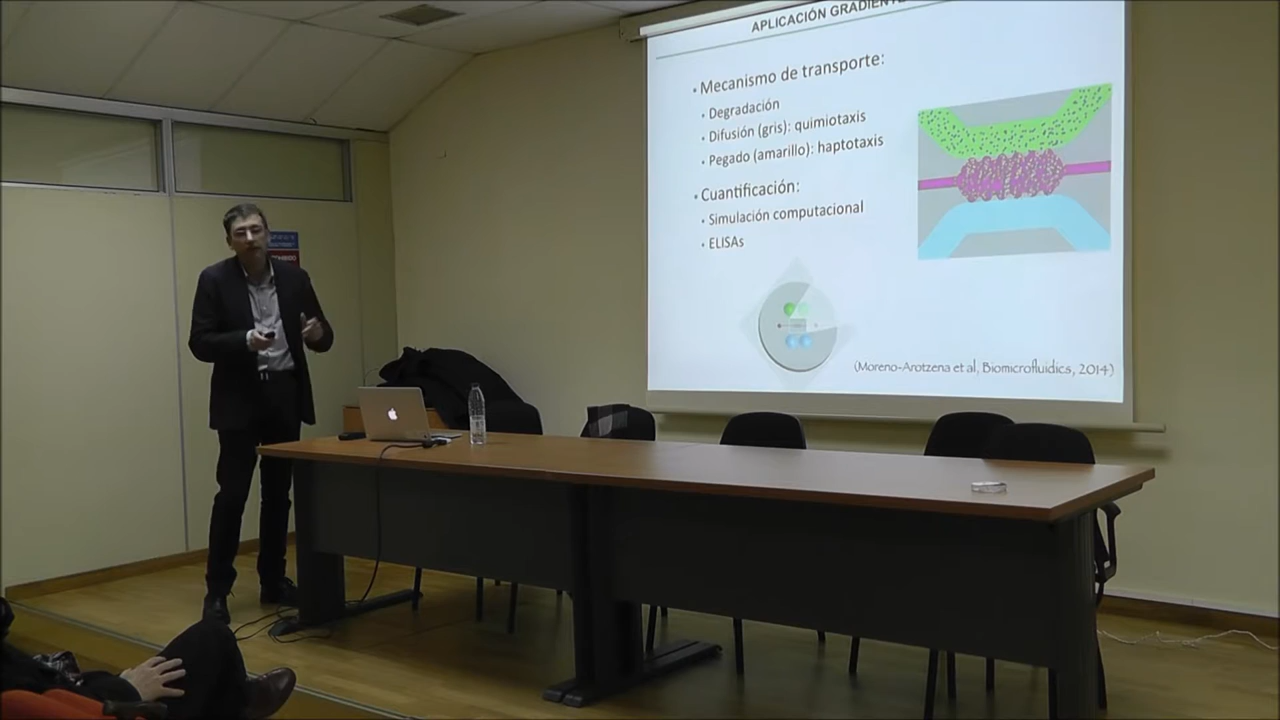 APLICACIÓN GRADIENTE
• Mecanismo de transporte:
• Degradación
• Difusión (gris): quimiotaxis
• Pegado (amarillo): haptotaxis
• Cuantificación:
• Simulación computacional
• ELISAs
(Moreno-Arotzena et al, Biomicrofluidics, 2014)